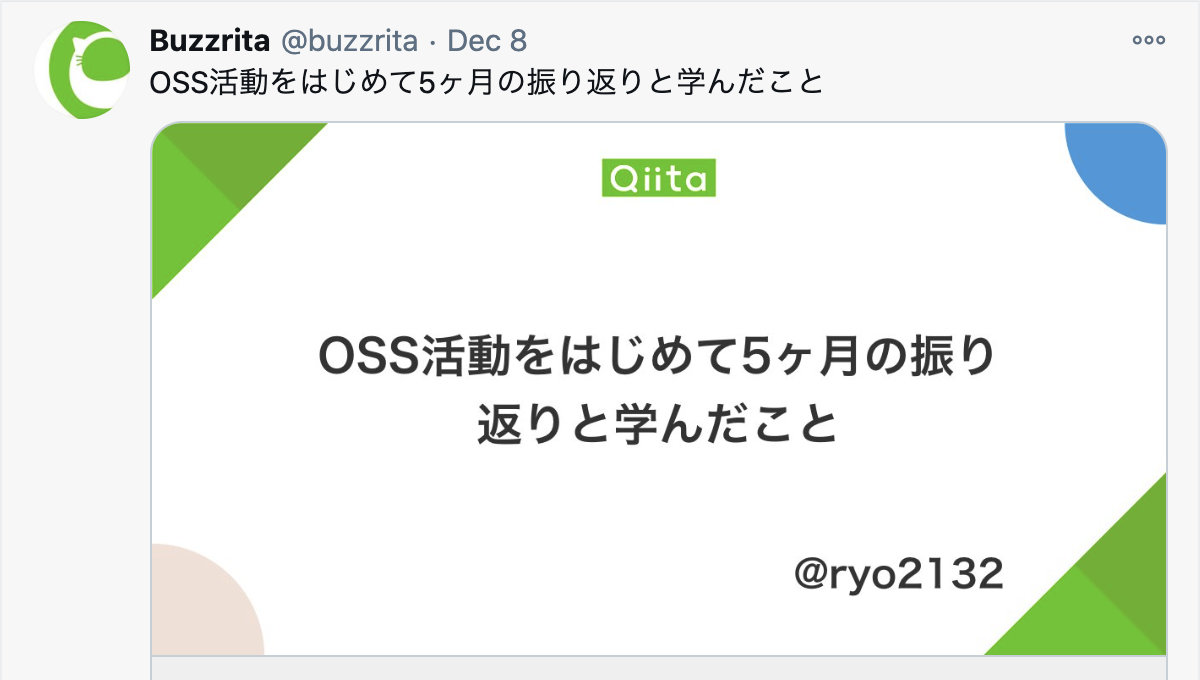 Buzzrita @buzzrita · Dec 8
OSS活動をはじめて5ヶ月の振り返りと学んだこと
Qiita
OSS活動をはじめて5ヶ月の振り
返りと学んだこと
@ryo2132